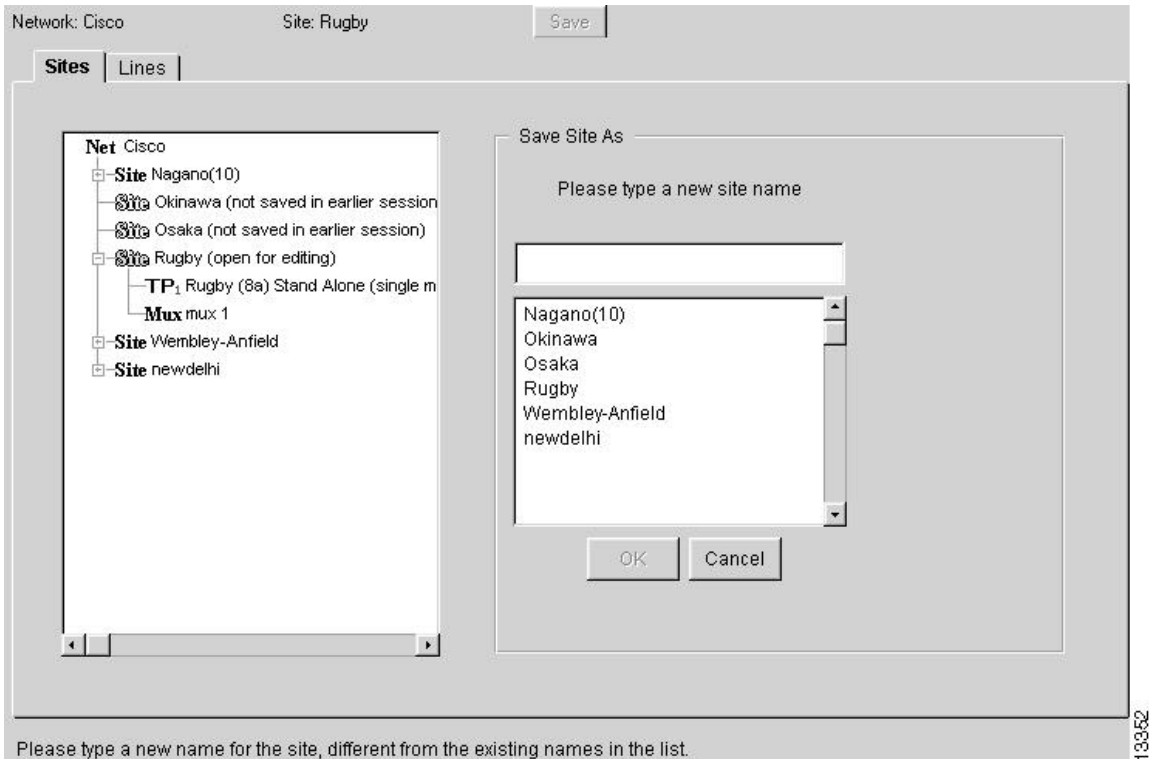 Network: Cisco
Site: Rugby
Save
Sites
Lines
Net Cisco
Site Nagano(10)
Site Okinawa (not saved in earlier session
Site Osaka (not saved in earlier session)
Site Rugby (open for editing)
TP1 Rugby (8a) Stand Alone (single m
Mux mux 1
Site Wembley-Anfield
Site newdelhi
Save Site As
Please type a new site name
Nagano(10)
Okinawa
Osaka
Rugby
Wembley-Anfield
newdelhi
OK
Cancel
Please type a new name for the site, different from the existing names in the list.
13352